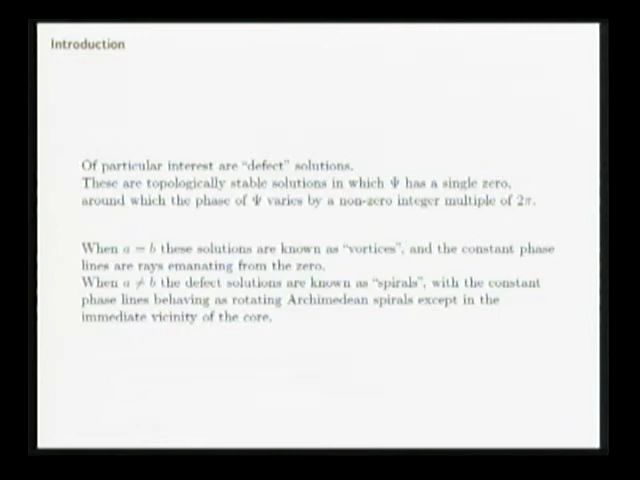 Introduction
Of particular interest are “defect” solutions.
These are topologically stable solutions in which Ψ has a single zero,
around which the phase of Ψ varies by a non-zero integer multiple of 2π.
When a = b these solutions are known as “vortices”, and the constant phase
lines are rays emanating from the zero.
When a ≠ b the defect solutions are known as “spirals”, with the constant
phase lines behaving as rotating Archimedean spirals except in the
immediate vicinity of the core.